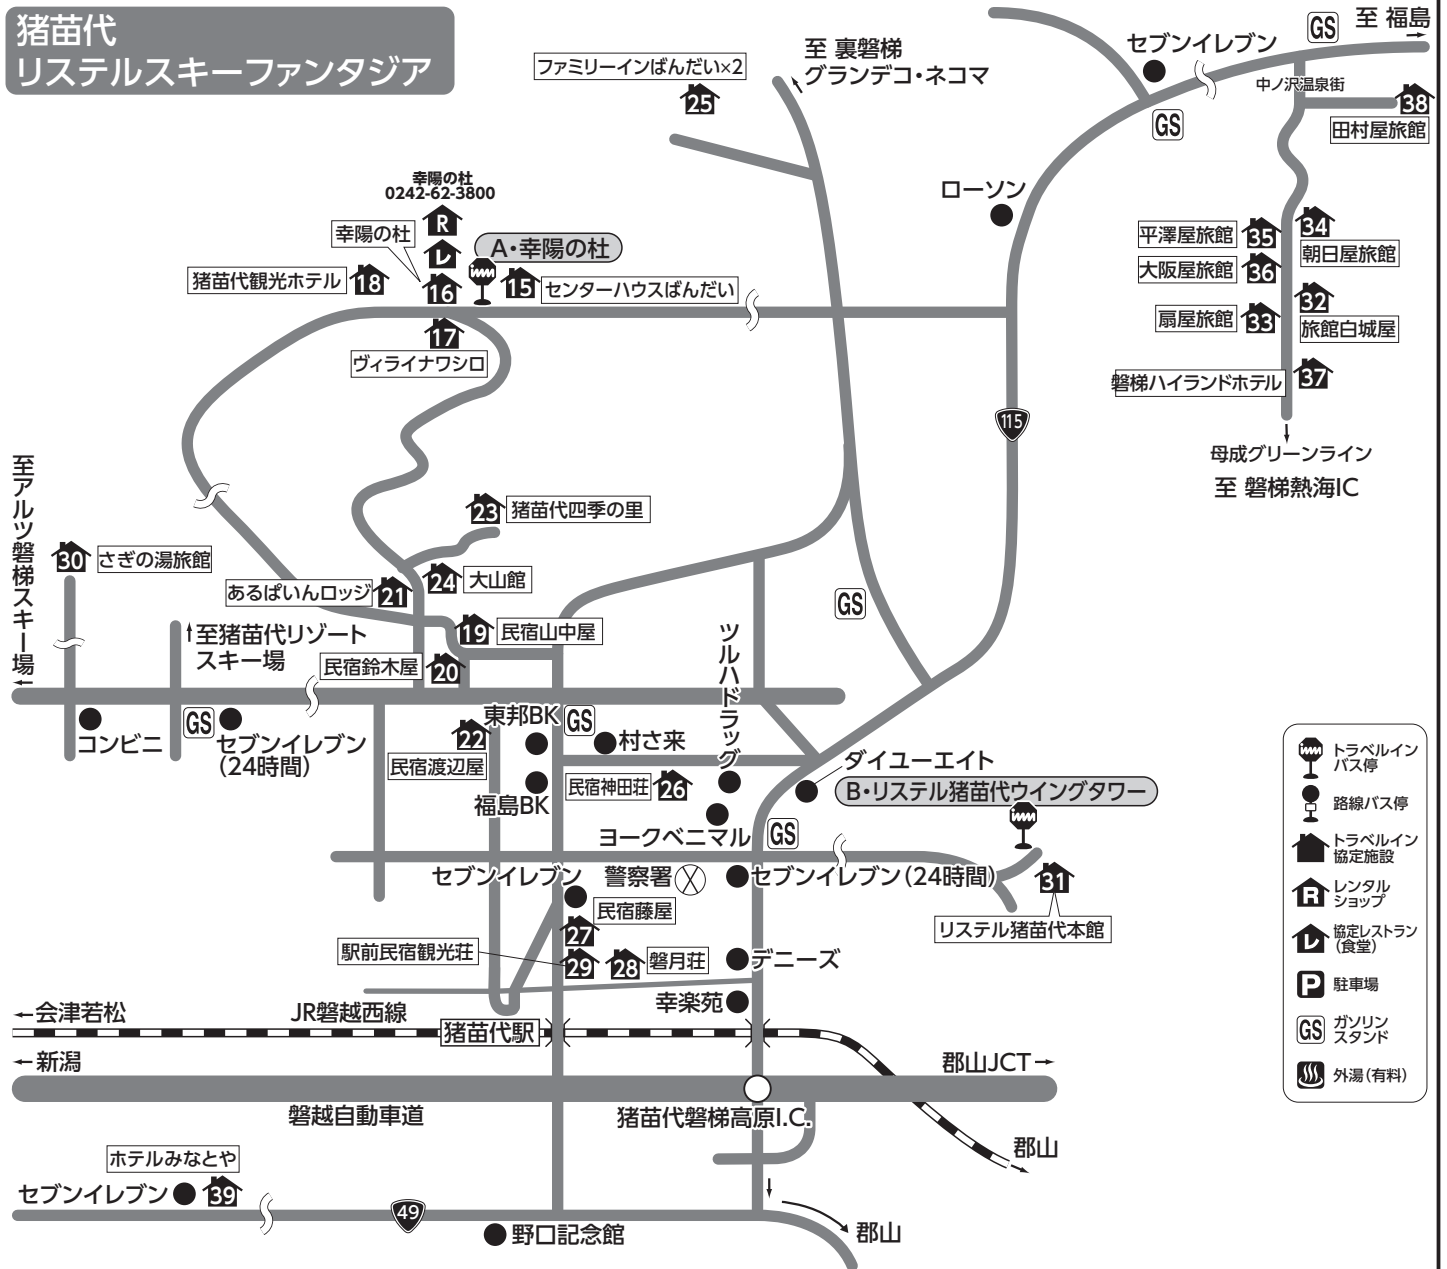 猪苗代
リステルスキーファンタジア
ファミリーインばんだい×2
25
至 裏磐梯
グランデコ・ネコマ
セブンイレブン
GS
至 福島
中ノ沢温泉街
38
田村屋旅館
GS
ローソン
幸陽の杜
0242-62-3800
R
レ
幸陽の杜
A・幸陽の杜
inn
猪苗代観光ホテル
18
16
15
センターハウスばんだい
17
ヴィライナワシロ
平澤屋旅館
35
34
朝日屋旅館
大阪屋旅館
36
32
旅館白城屋
扇屋旅館
33
磐梯ハイランドホテル
37
母成グリーンライン
至 磐梯熱海IC
115
至アルツ磐梯スキー場
23
猪苗代四季の里
30
さぎの湯旅館
24
大山館
あるぱいんロッジ
21
GS
19
民宿山中屋
至猪苗代リゾート
スキー場
民宿鈴木屋
20
ツルハドラッグ
コンビニ
GS
セブンイレブン
(24時間)
22
民宿渡辺屋
東邦BK
GS
村さ来
福島BK
民宿神田荘
26
ダイユーエイト
B・リステル猪苗代ウイングタワー
inn
ヨークベニマル
GS
セブンイレブン
警察署
セブンイレブン(24時間)
31
リステル猪苗代本館
民宿藤屋
27
駅前民宿観光荘
29
28
磐月荘
デニーズ
幸楽苑
会津若松
JR磐越西線
猪苗代駅
新潟
郡山JCT
磐越自動車道
猪苗代磐梯高原I.C.
郡山
ホテルみなとや
セブンイレブン
39
49
野口記念館
郡山
inn
トラベルイン
バス停
路線バス停
トラベルイン
協定施設
R
レンタル
ショップ
レ
協定レストラン
(食堂)
P
駐車場
GS
ガソリン
スタンド
外湯(有料)